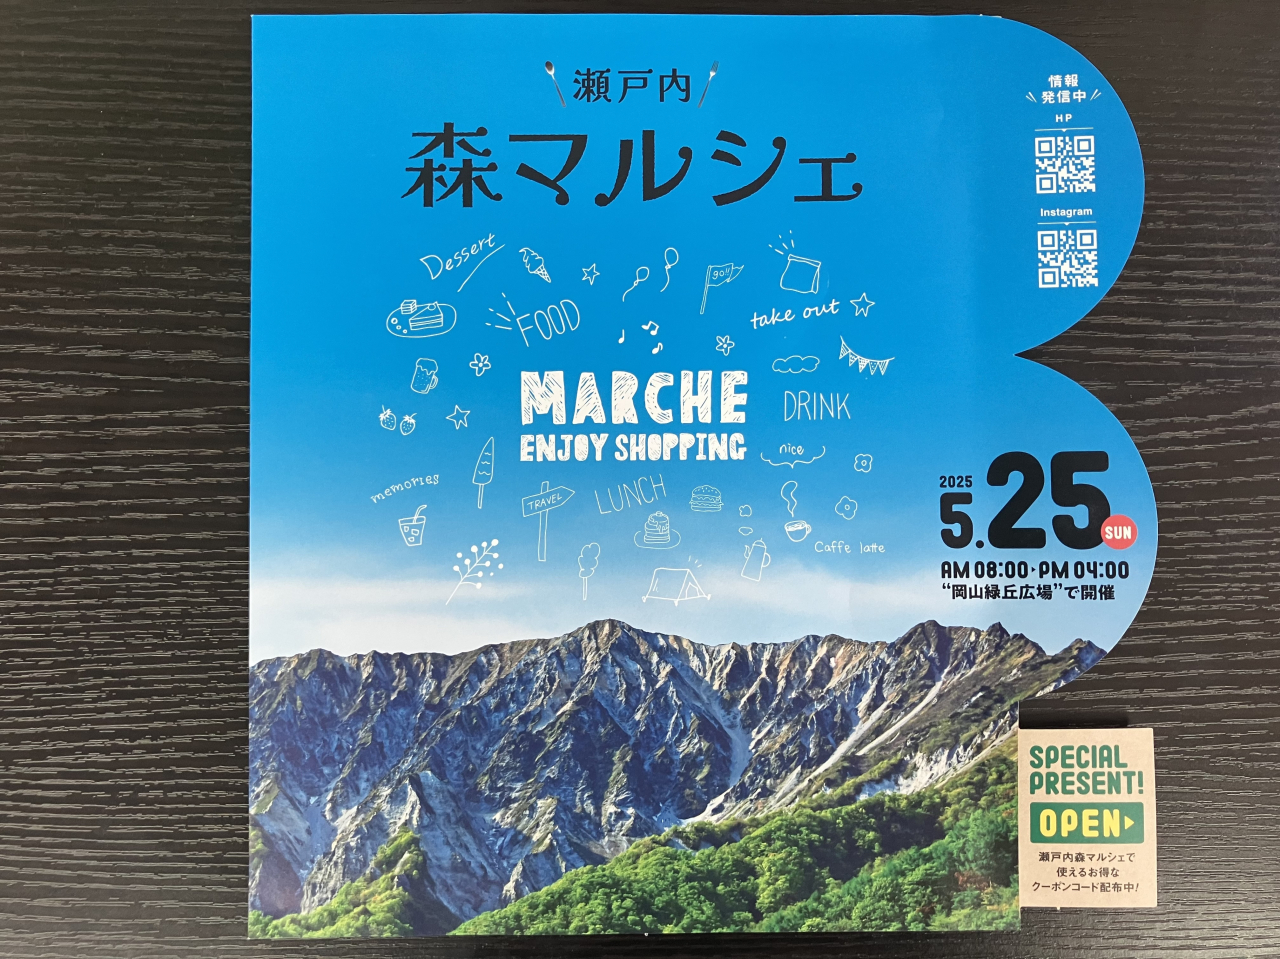 瀬戸内
森マルシェ
情報
発信中
HP
Instagram
Dessert
FOOD
goh
take out
MARCHE
ENJOY SHOPPING
DRINK
nice
memories
TRAVEL
LUNCH
Caffe latte
2025
5.25
SUN
AM 08:00・PM 04:00
“岡山緑丘広場”で開催
SPECIAL
PRESENT!
OPEN
瀬戸内森マルシェで
使えるお得な
クーポンコード配布中!